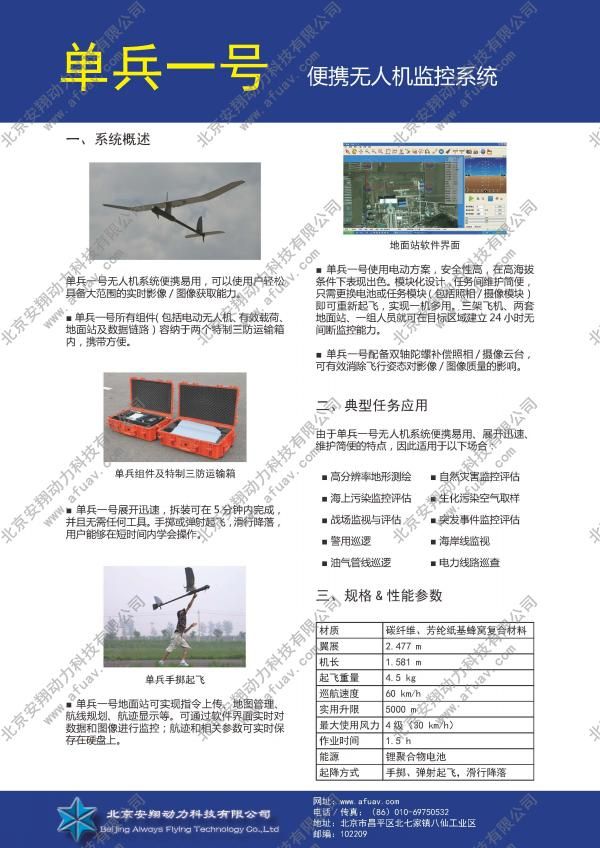 单兵一号
便携无人机监控系统
一、系统概述
单兵一号无人机系统便携易用，可以使用户轻松
具备大范围的实时影像/图像获取能力。
■ 单兵一号所有组件(包括电动无人机、有效载荷、
地面站及数据链路）容纳于两个特制三防运输箱
内，携带方便。
单兵组件及特制三防运输箱
■ 单兵一号展开迅速，拆装可在5分钟内完成，
并且无需任何工具。手掷或弹射起飞，滑行降落，
用户能够在短时间内学会操作。
单兵手掷起飞
■ 单兵一号地面站可实现指令上传、地图管理、
航线规划、航迹显示等。可通过软件界面实时对
数据和图像进行监控；航迹和相关参数可实时保
存在硬盘上。
地面站软件界面
■ 单兵一号使用电动方案，安全性高，在高海拔
条件下表现出色。模块化设计，任务间维护简便，
只需更换电池或任务模块（包括照相/摄像模块）
即可重新起飞，实现一机多用。三架飞机、两套
地面站、一组人员就可在目标区域建立24小时无
间断监控能力。
■ 单兵一号配备双轴陀螺补偿照相/摄像云台，
可有效消除飞行姿态对影像/图像质量的影响。
二、典型任务应用
由于单兵一号无人机系统便携易用、展开迅速、
维护简便的特点，因此适用于以下场合：
■ 高分辨率地形测绘 ■ 自然灾害监控评估
■ 海上污染监控评估 ■ 生化污染空气取样
■ 战场监视与评估 ■ 突发事件监控评估
■ 警用巡逻 ■ 海岸线监视
■ 油气管线巡逻 ■ 电力线路巡查
三、规格&性能参数
材质 碳纤维、芳纶纸基蜂窝复合材料
翼展 2.477 m
机长 1.581 m
起飞重量 4.5 kg
巡航速度 60 km/h
实用升限 5000 m
最大使用风力 4级（30 km/h）
作业时间 1.5 h
能源 锂聚合物电池
起降方式 手掷、弹射起飞，滑行降落
北京安翔动力科技有限公司
Beijing Always Flying Technology Co.,Ltd
网址：www.afuav.com
电话/传真：（86）010-69750532
地址：北京市昌平区北七家镇八仙工业区
邮编：102209
北京安翔动力科技有限公司
www.afuav.com